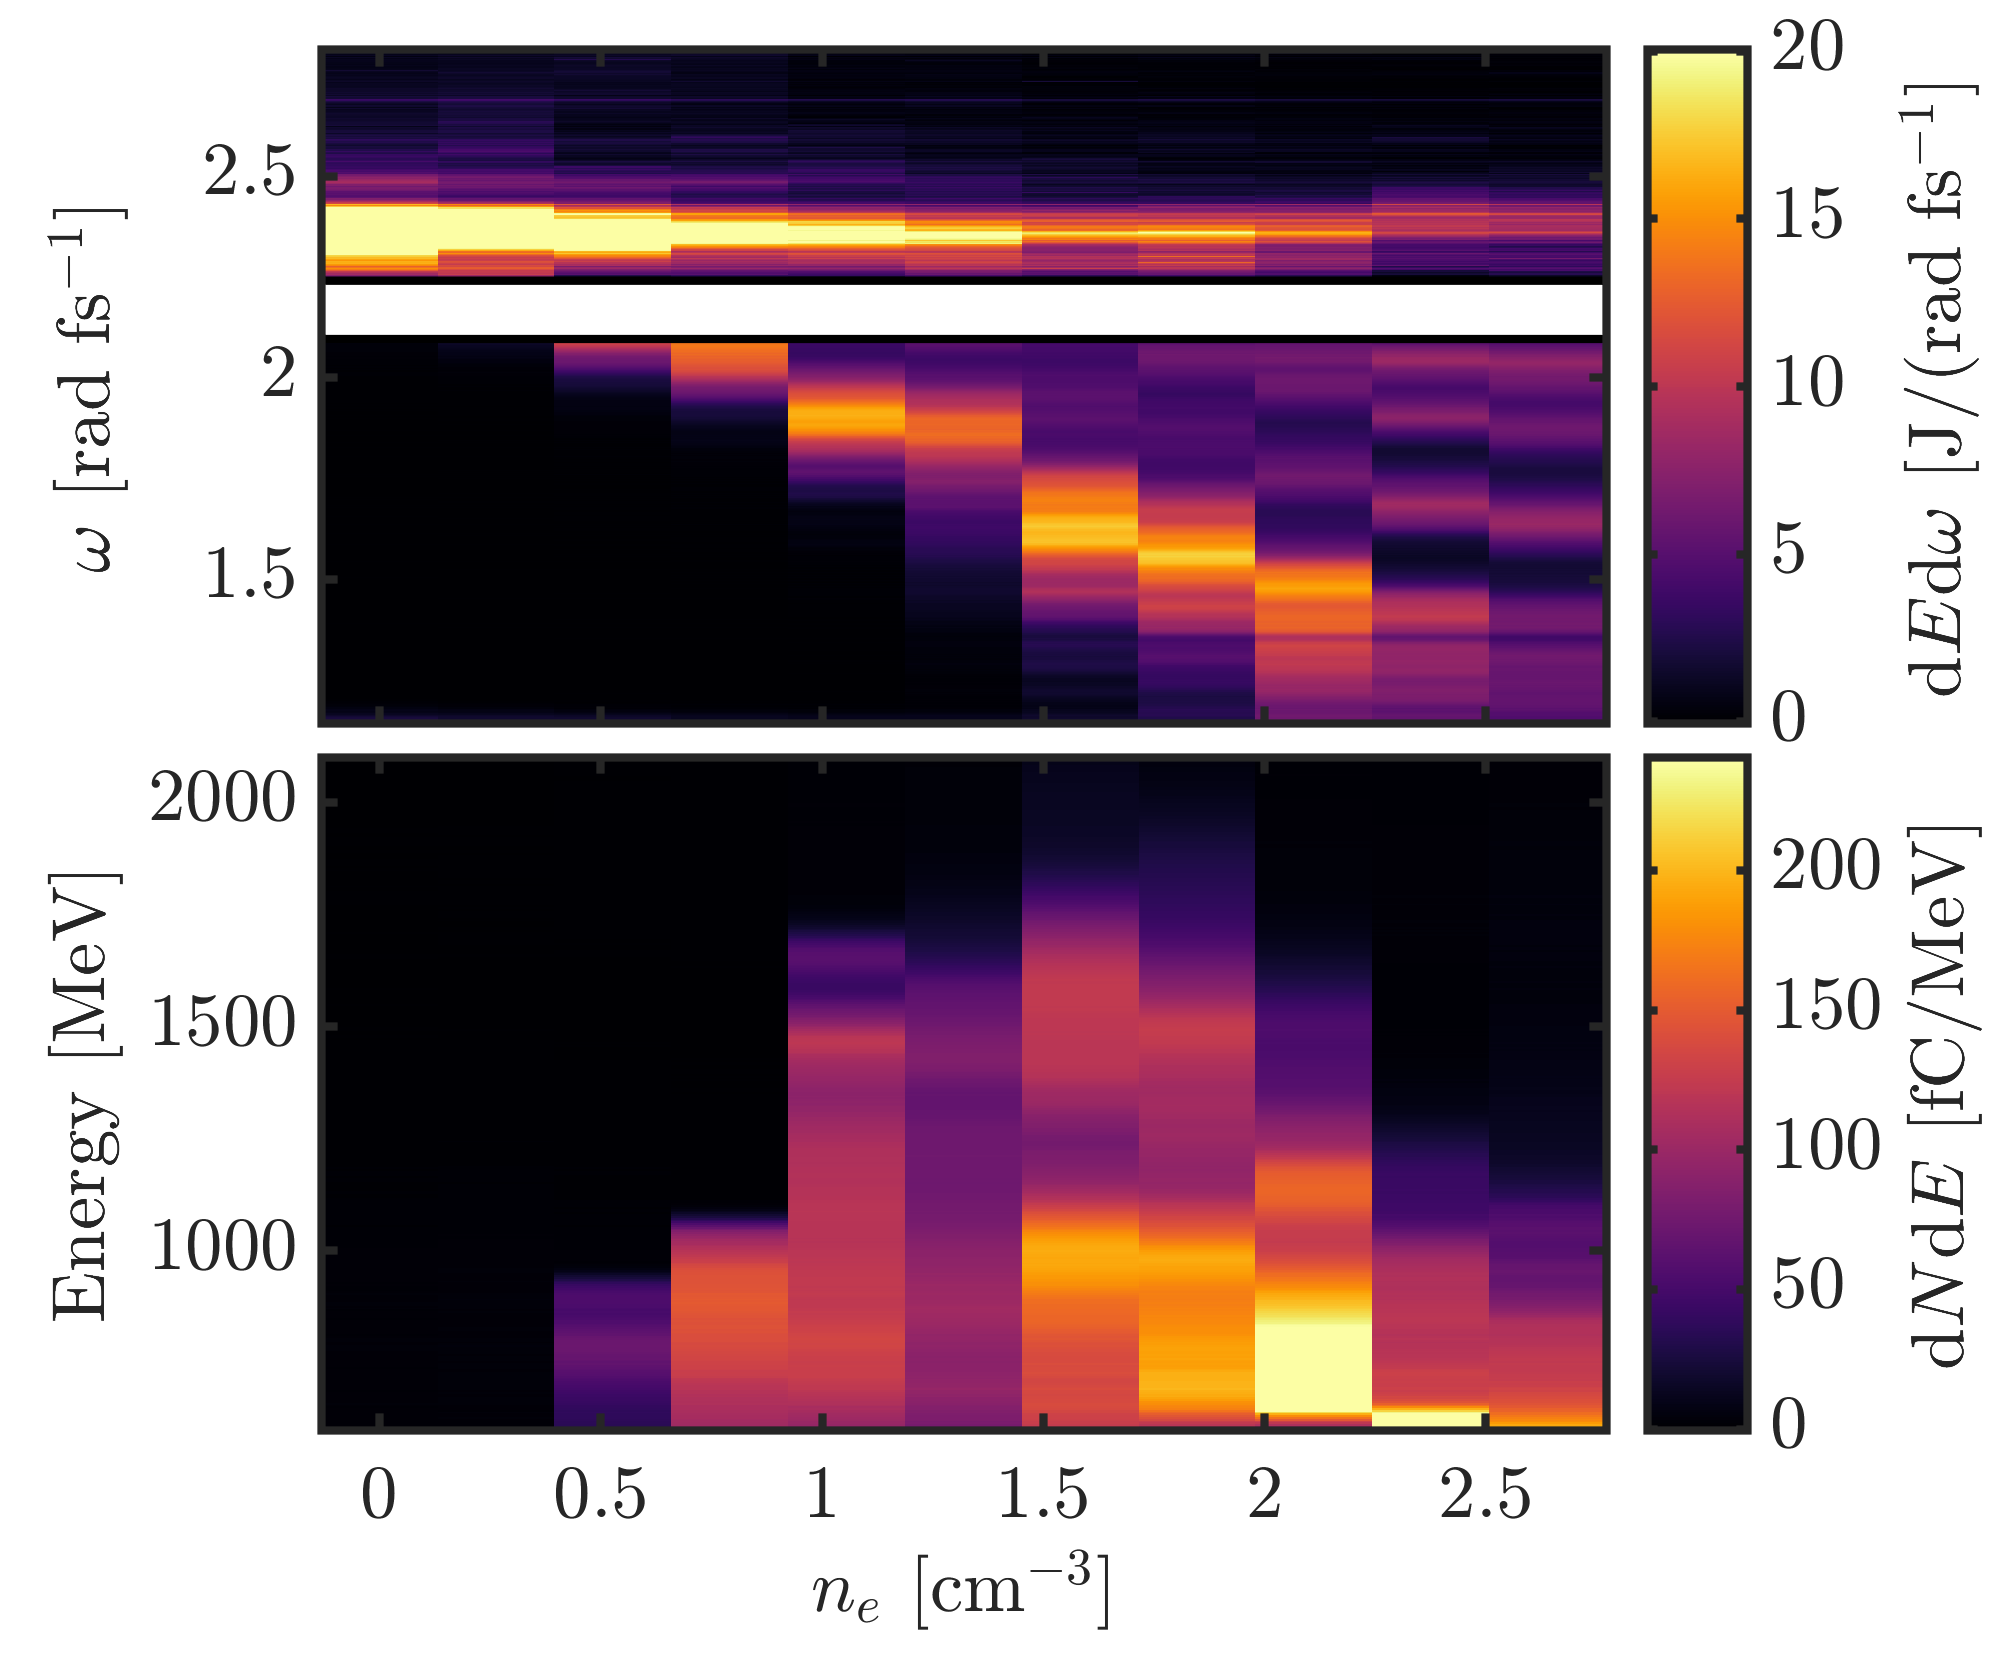 2.5
2
1.5
ω [rad fs⁻¹]
20
15
10
5
0
dEdω [J/(rad fs⁻¹]
2000
1500
1000
Energy [MeV]
200
150
100
50
0
dNdE [fC/MeV]
0 0.5 1 1.5 2 2.5
nₑ [cm⁻³]